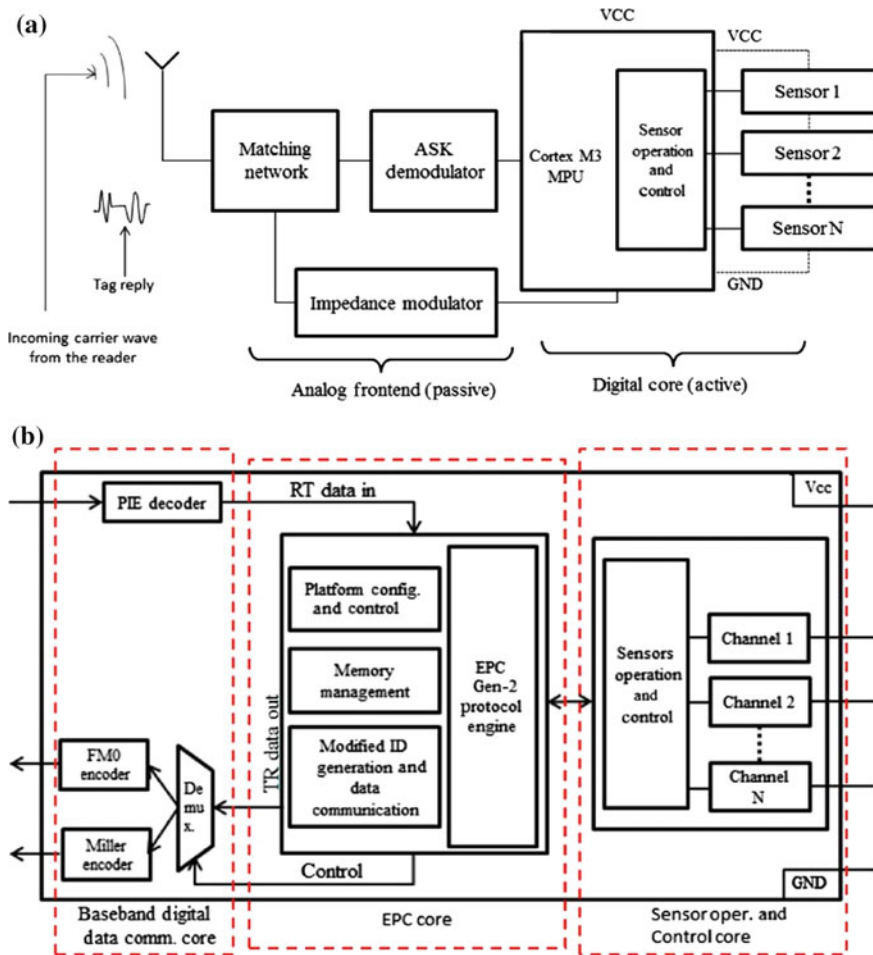 (a)
VCC
VCC
Matching
network
ASK
demodulator
Cortex M3
MPU
Sensor
operation
and
control
Sensor 1
Sensor 2
Sensor N
GND
Tag reply
Impedance modulator
Incoming carrier wave
from the reader
Analog frontend (passive)
Digital core (active)
(b)
PIE decoder
RT data in
Vcc
Platform config.
and control
Memory
management
Modified ID
generation and
data
communication
EPC
Gen-2
protocol
engine
Sensors
operation
and
control
Channel 1
Channel 2
Channel
N
TR data out
FM0
encoder
Miller
encoder
De
mu
x.
Control
GND
Baseband digital
data comm. core
EPC core
Sensor oper. and
Control core